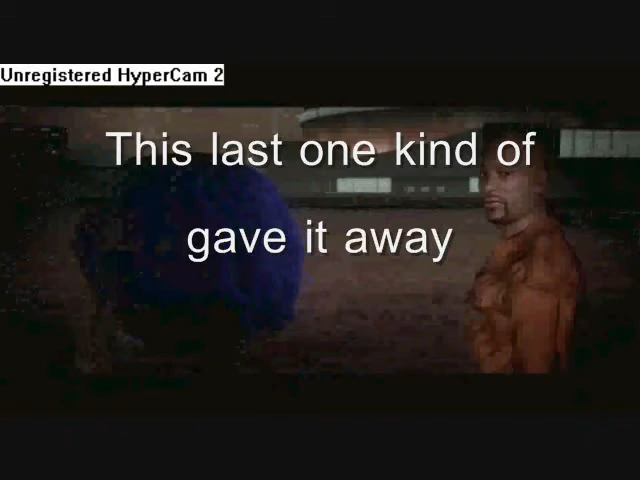 Unregistered HyperCam 2
This last one kind of
gave it away